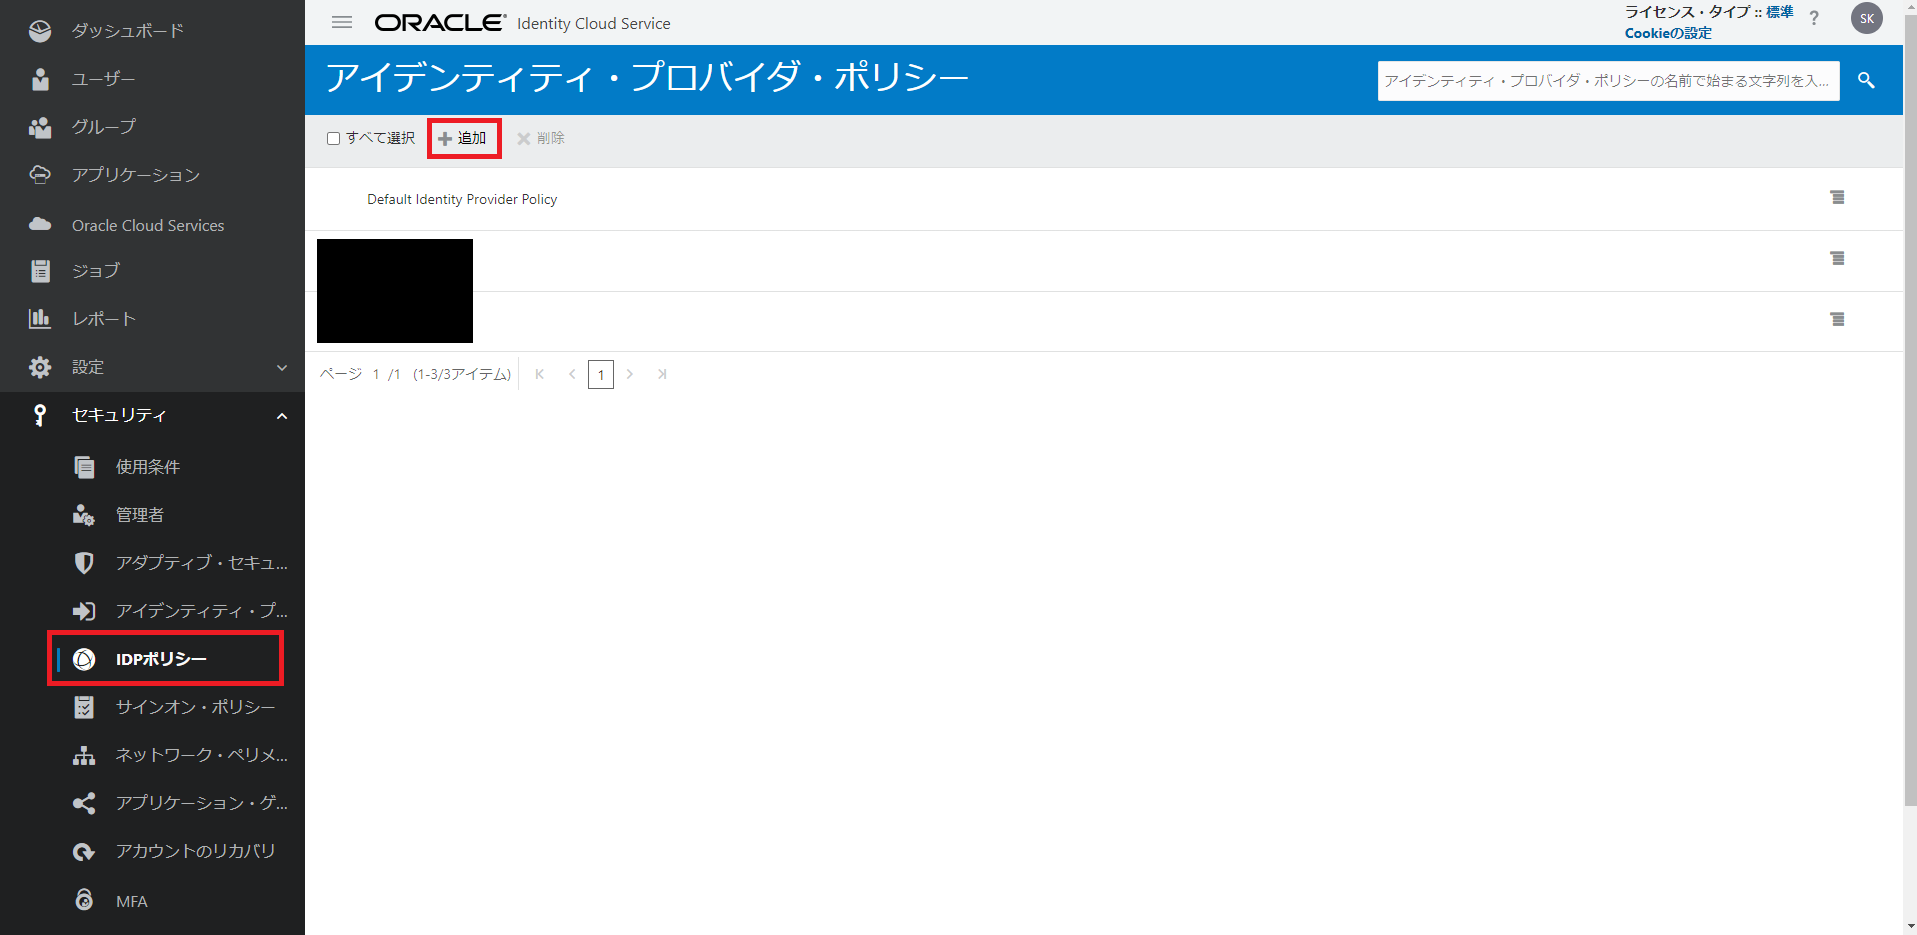 ダッシュボード
ユーザー
グループ
アプリケーション
Oracle Cloud Services
ジョブ
レポート
設定
セキュリティ
使用条件
管理者
アダプティブ・セキュ...
アイデンティティ・プ...
IDPポリシー
サインオン・ポリシー
ネットワーク・ペリメ...
アプリケーション・ゲ...
アカウントのリカバリ
MFA
ORACLE Identity Cloud Service
ライセンス・タイプ :: 標準
Cookieの設定
?
SK
アイデンティティ・プロバイダ・ポリシー
アイデンティティ・プロバイダ・ポリシーの名前で始まる文字列を入...
すべて選択 追加 削除
Default Identity Provider Policy
ページ 1 /1 (1-3/3アイテム) 1